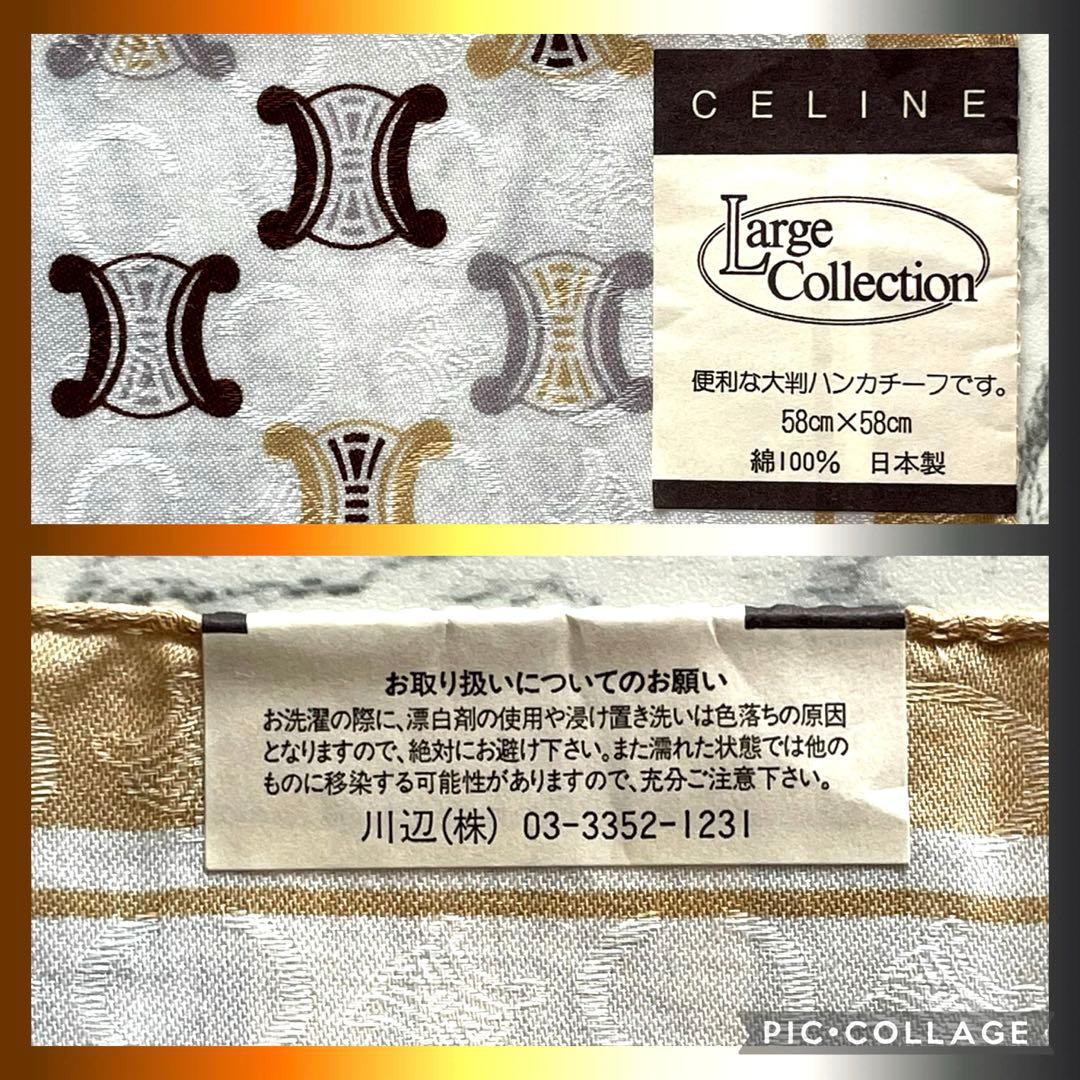 CELINE
Large
Collection
便利な大判ハンカチーフです。
58cm×58cm
綿100%　日本製
お取り扱いについてのお願い
お洗濯の際に、漂白剤の使用や浸け置き洗いは色落ちの原因
となりますので、絶対にお避け下さい。また濡れた状態では他の
ものに移染する可能性がありますので、充分ご注意下さい。
川辺(株) 03-3352-1231
PIC•COLLAGE